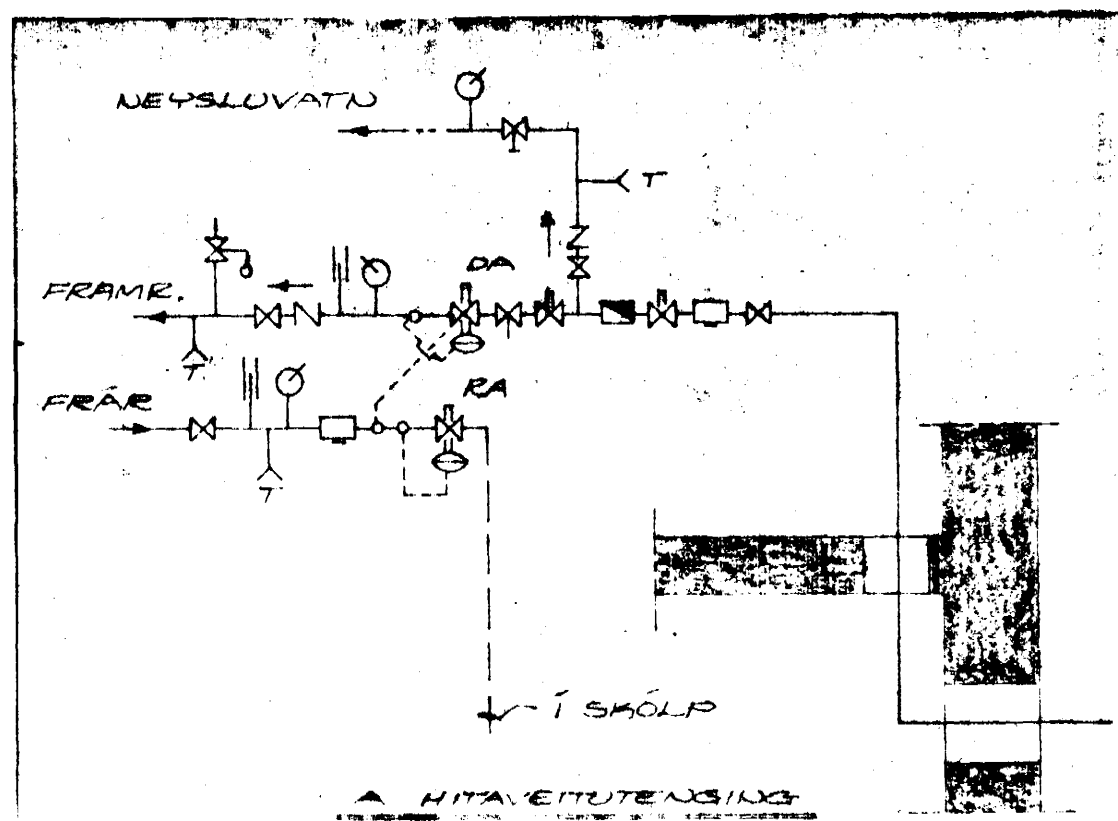 NEYSLUVATN
T
DA
FRAMR.
T
RA
FRÁR
T
Í SKÓLP
A HITAVEITUTENGING